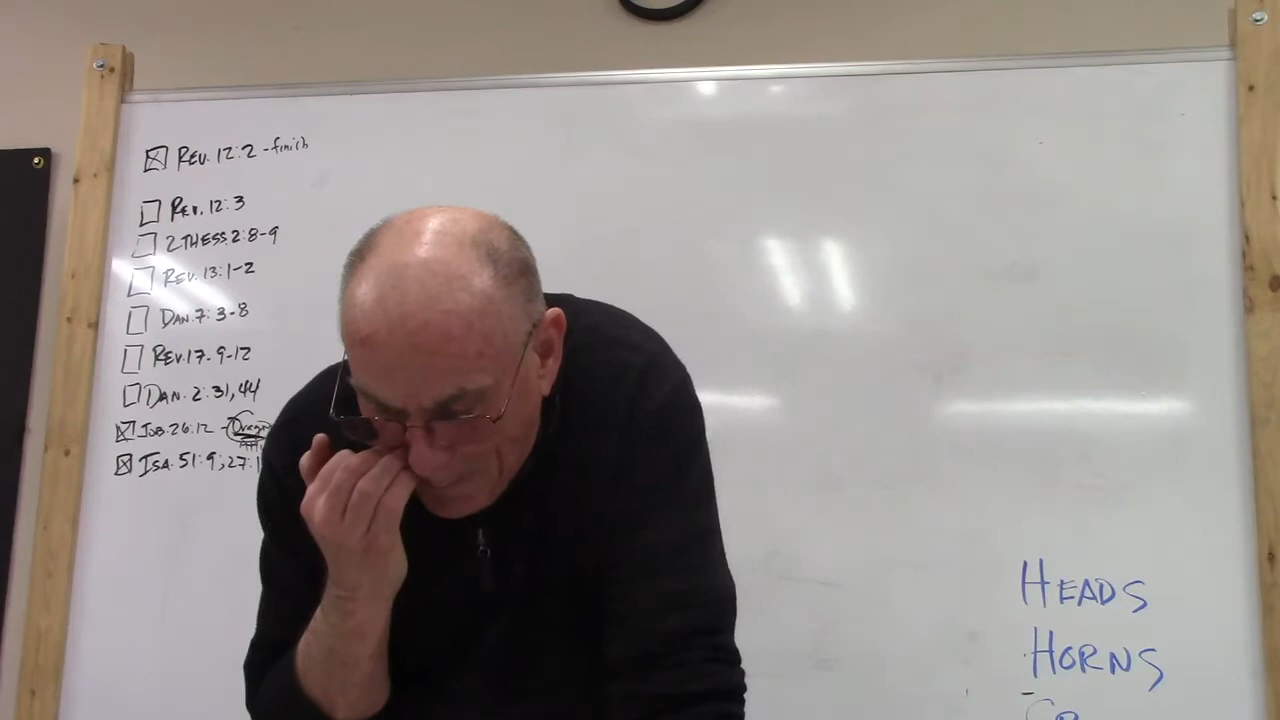 ☒ REV. 12:2 - finish
☐ REV. 12:3
☐ 2 THESS. 2:8-9
☐ REV. 13:1-2
☐ DAN. 7:3-8
☐ REV. 17-9-12
☐ DAN. 2:31,44
☒ JOB. 26:12 -
☒ ISA. 51:9; 27:1
HEADS
HORNS